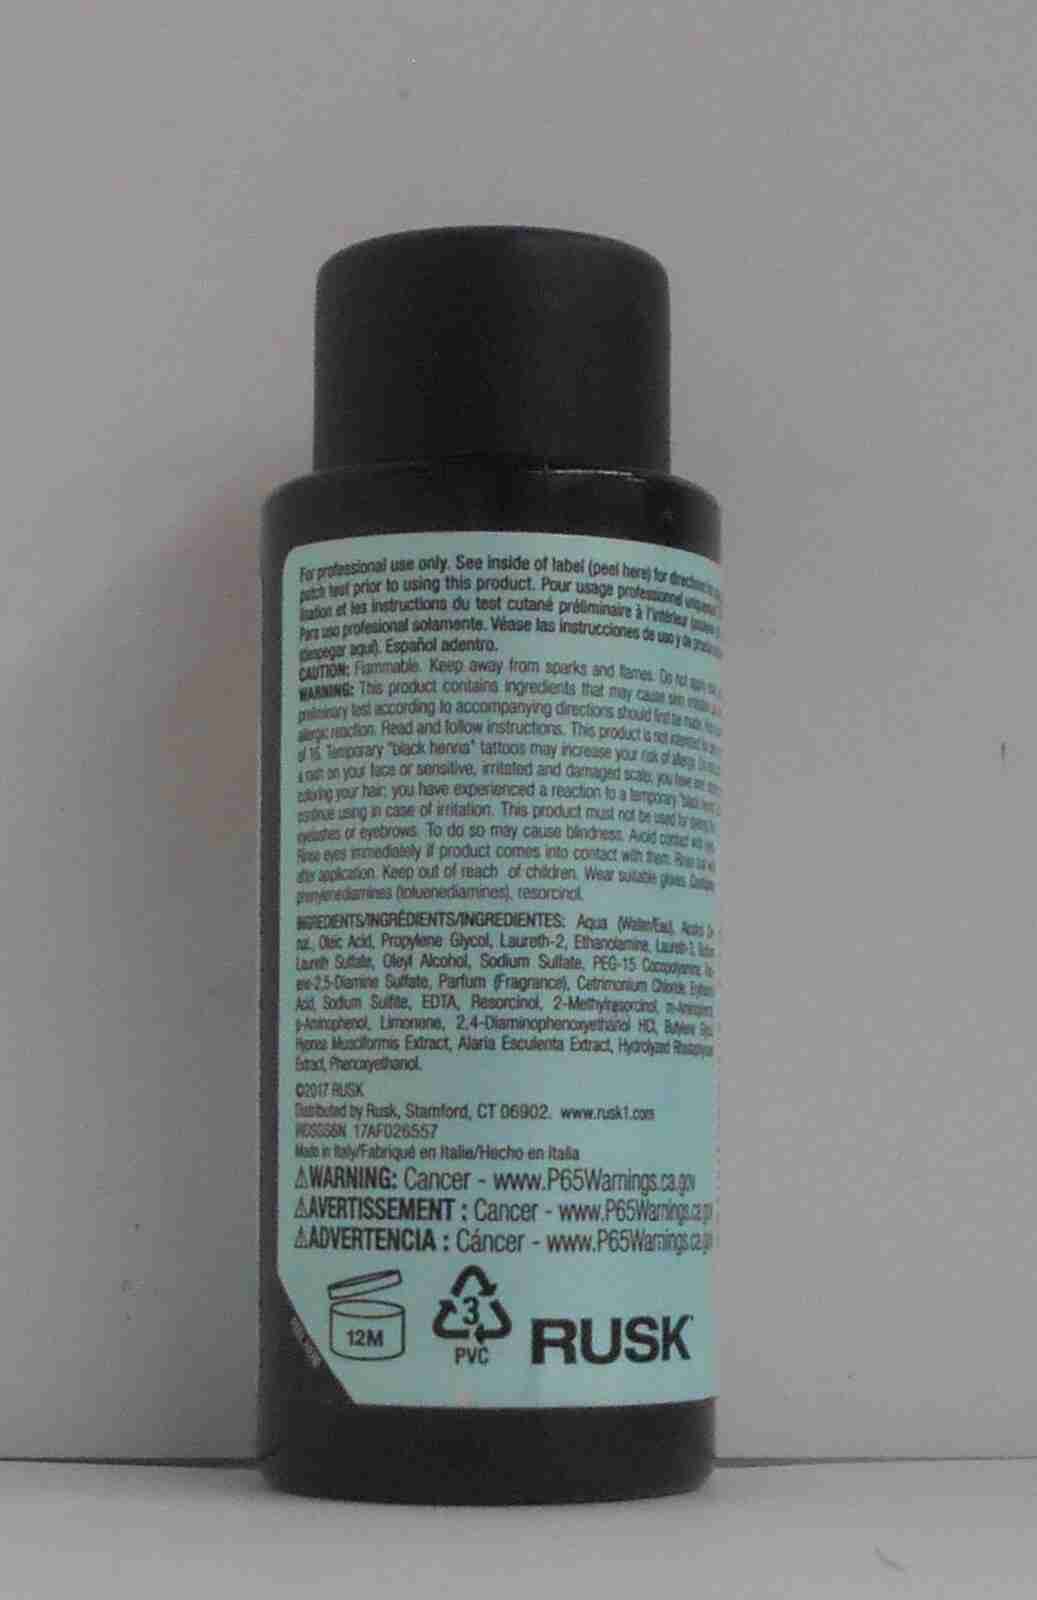 For professional use only. See inside of label (peel here) for directions
patch test prior to using this product. Pour usage professionnel
lisation et les instructions du test cutané préliminaire à l'intérieur
Para uso profesional solamente. Véase las instrucciones de uso y de
(despegar aquí). Español adentro.
CAUTION: Flammable. Keep away from sparks and flames. Do not
WARNING: This product contains ingredients that may cause skin
preliminary test according to accompanying directions should first be made.
allergic reaction. Read and follow instructions. This product is not intended
of 16. Temporary "black henna" tattoos may increase your risk of allergy.
a rash on your face or sensitive, irritated and damaged scalp; you have
coloring your hair; you have experienced a reaction to a temporary "black
continue using in case of irritation. This product must not be used for
eyelashes or eyebrows. To do so may cause blindness. Avoid contact with
Rinse eyes immediately if product comes into contact with them. Rinse
after application. Keep out of reach of children. Wear suitable gloves. Contains
phenylenediamines (toluenediamines), resorcinol.
INGREDIENTS/INGRÉDIENTS/INGREDIENTES: Aqua (Water/Eau), Alcohol
nat., Oleic Acid, Propylene Glycol, Laureth-2, Ethanolamine, Laureth-3,
Laureth Sulfate, Oleyl Alcohol, Sodium Sulfate, PEG-15 Cocopolyamine,
ene-2,5-Diamine Sulfate, Parfum (Fragrance), Cetrimonium Chloride,
Acid, Sodium Sulfite, EDTA, Resorcinol, 2-Methylresorcinol,
p-Aminophenol, Limonene, 2,4-Diaminophenoxyethanol HCl, Butylene
Hypnea Musciformis Extract, Alaria Esculenta Extract, Hydrolyzed
Extract, Phenoxyethanol.
©2017 RUSK
Distributed by Rusk, Stamford, CT 06902. www.rusk1.com
17AF026557
Made in Italy/Fabriqué en Italie/Hecho en Italia
⚠WARNING: Cancer - www.P65Warnings.ca.gov
⚠AVERTISSEMENT : Cancer - www.P65Warnings.ca.
⚠ADVERTENCIA : Cáncer - www.P65Warnings.ca.
12M
3
PVC
RUSK